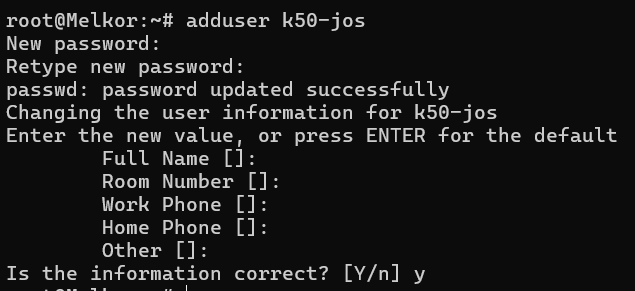 root@Melkor:~# adduser k50-jos
New password:
Retype new password:
passwd: password updated successfully
Changing the user information for k50-jos
Enter the new value, or press ENTER for the default
Full Name []:
Room Number []:
Work Phone []:
Home Phone []:
Other []:
Is the information correct? [Y/n] y
root@Melkor:~#